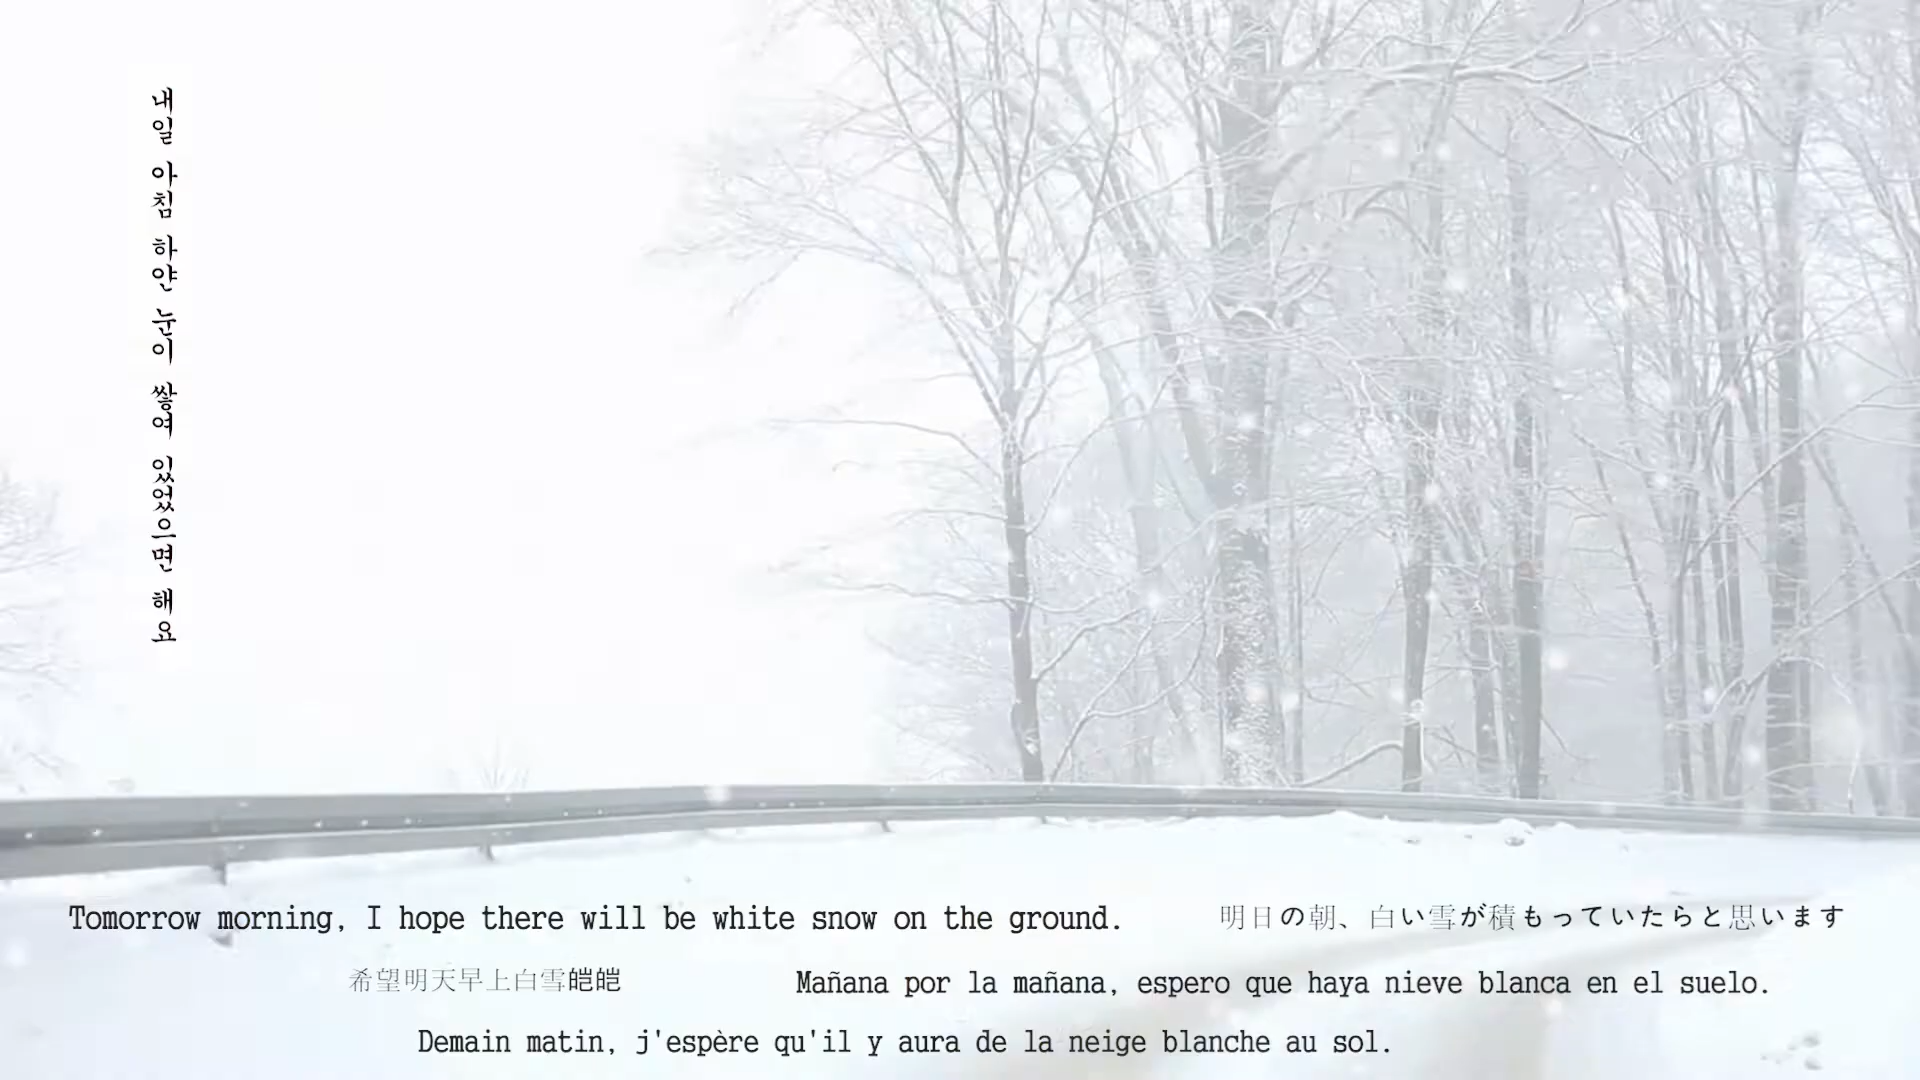 내일 아침 하얀 눈이 쌓여 있었으면 해요
Tomorrow morning, I hope there will be white snow on the ground.
明日の朝、白い雪が積もっていたらと思います
希望明天早上白雪皑皑
Mañana por la mañana, espero que haya nieve blanca en el suelo.
Demain matin, j'espère qu'il y aura de la neige blanche au sol.